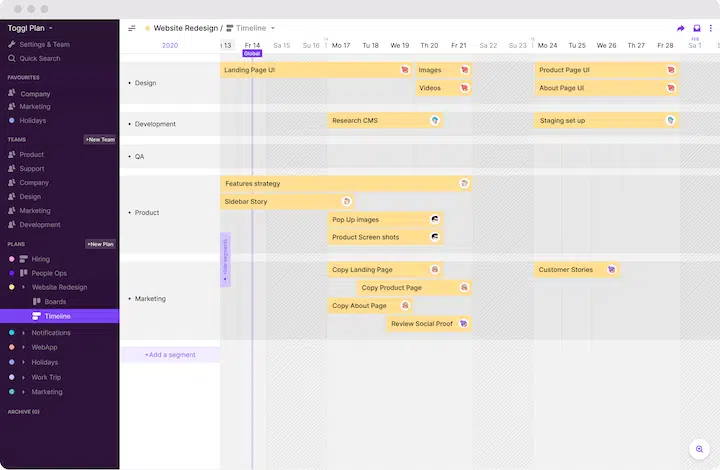 Toggl Plan
Settings & Team
Quick Search
FAVOURITES
Company
Marketing
Holidays
TEAMS
+New Team
Product
Support
Company
Design
Marketing
Development
PLANS
+New Plan
Hiring
People Ops
Website Redesign
Boards
Timeline
Notifications
WebApp
Holidays
Work Trip
Marketing
ARCHIVE (0)
Website Redesign / Timeline
2020
13
Fr 14
Sa 15
Su 16
Mo 17
Tu 18
We 19
Th 20
Fr 21
Sa 22
Su 23
Mo 24
Tu 25
We 26
Th 27
Fr 28
Sa 1
Global
Design
Landing Page UI
Images
Product Page UI
Videos
About Page UI
Development
Research CMS
Staging set up
QA
Product
Features strategy
Sidebar Story
Pop Up images
Product Screen shots
Marketing
Copy Landing Page
Customer Stories
Copy Product Page
Copy About Page
Review Social Proof
+Add a segment